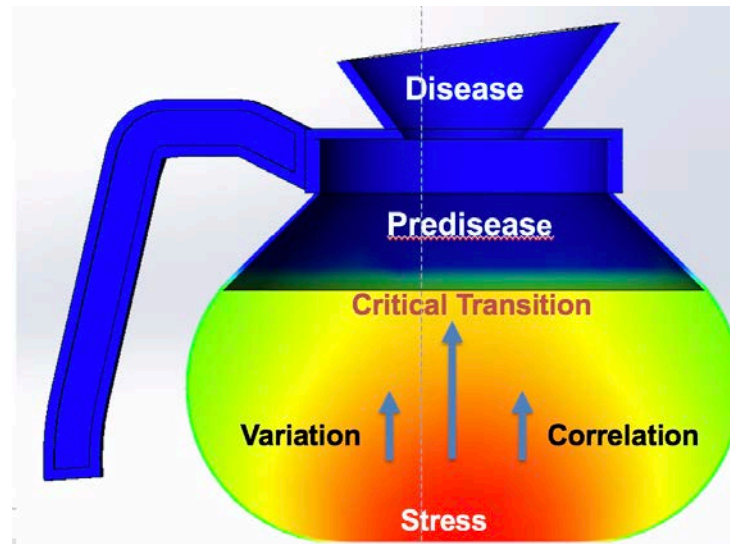 Disease
Predisease
Critical Transition
Variation
Correlation
Stress